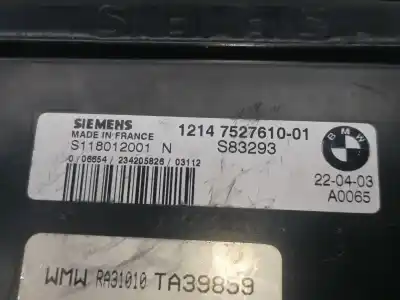 SIEMENS
MADE IN FRANCE
1214 7527610-01
S118012001 N
S83293
0/06654/234205826/03112
BMW
22-04-03
A0065
WMW RA31010 TA39859